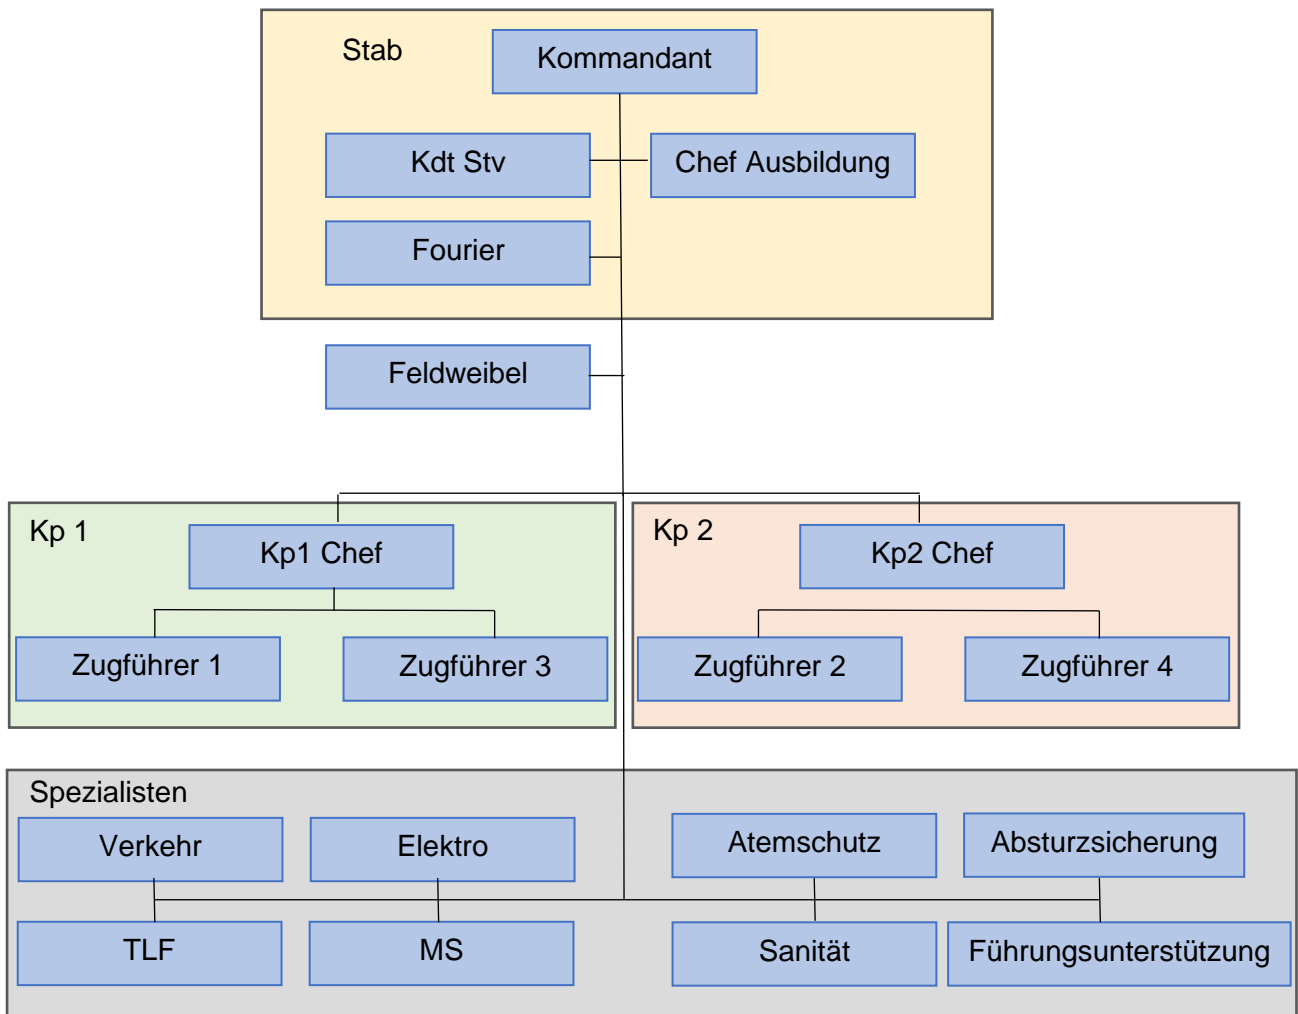 Stab
Kommandant
Kdt Stv
Chef Ausbildung
Fourier
Feldweibel
Kp 1
Kp1 Chef
Zugführer 1
Zugführer 3
Kp 2
Kp2 Chef
Zugführer 2
Zugführer 4
Spezialisten
Verkehr
Elektro
Atemschutz
Absturzsicherung
TLF
MS
Sanität
Führungsunterstützung